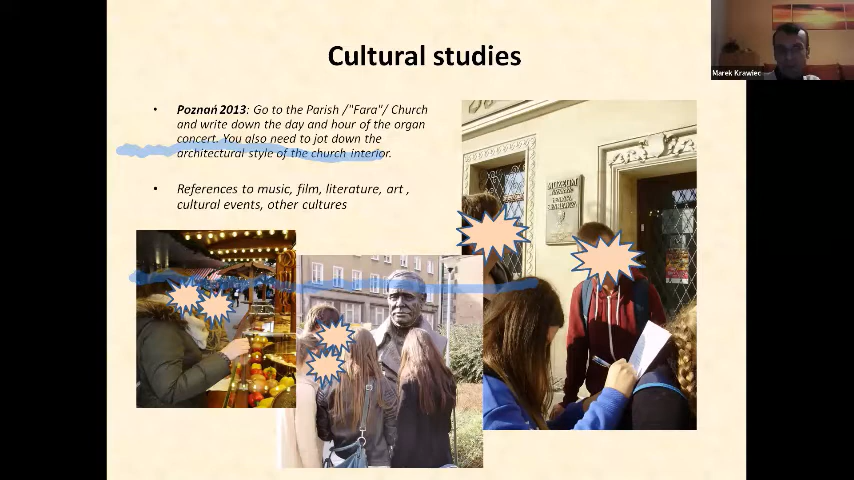 Cultural studies
• Poznań 2013: Go to the Parish /"Fara"/ Church
and write down the day and hour of the organ
concert. You also need to jot down the
architectural style of the church interior.
• References to music, film, literature, art ,
cultural events, other cultures
MUZEUM
Marek Krawiec